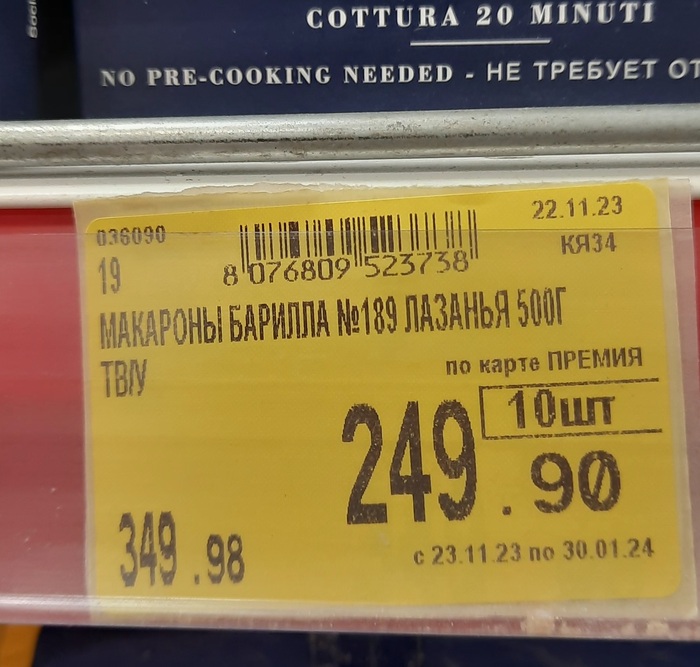 COTTURA 20 MINUTI
NO PRE-COOKING NEEDED - НЕ ТРЕБУЕТ ОТ
036090
22.11.23
19
8 076809 523738
КЯ34
МАКАРОНЫ БАРИЛЛА №189 ЛАЗАНЬЯ 500Г
ТВ/У
по карте ПРЕМИЯ
10шт
249.90
349.98
с 23.11.23 по 30.01.24